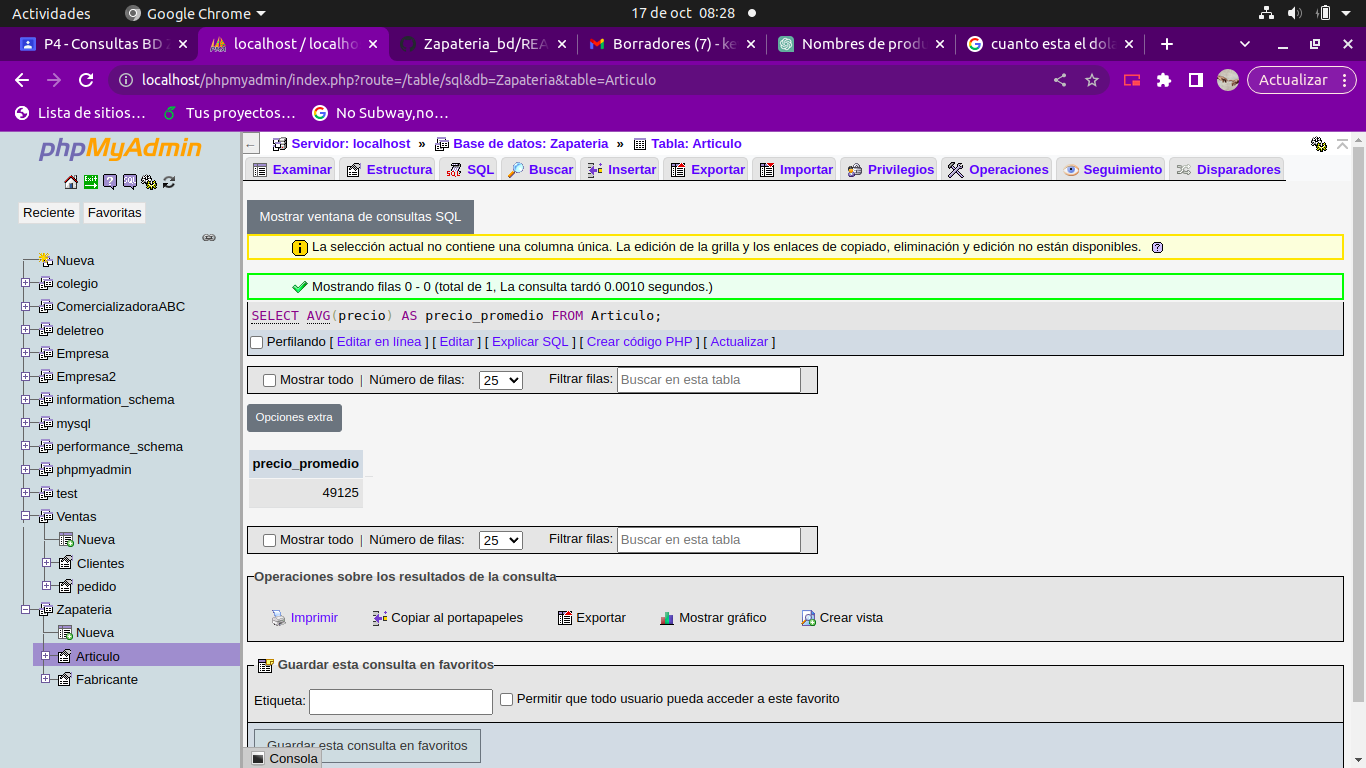 Actividades Google Chrome 17 de oct 08:28
P4 - Consultas BD Z localhost / localho Zapateria_bd/REA Borradores (7) - ke Nombres de produ cuanto esta el dola
localhost/phpmyadmin/index.php?route=/table/sql&db=Zapateria&table=Articulo Actualizar
Lista de sitios… Tus proyectos… No Subway,no…
phpMyAdmin
Reciente Favoritas
Nueva
colegio
ComercializadoraABC
deletreo
Empresa
Empresa2
information_schema
mysql
performance_schema
phpmyadmin
test
Ventas
Nueva
Clientes
pedido
Zapateria
Nueva
Articulo
Fabricante
Servidor: localhost » Base de datos: Zapateria » Tabla: Articulo
Examinar Estructura SQL Buscar Insertar Exportar Importar Privilegios Operaciones Seguimiento Disparadores
Mostrar ventana de consultas SQL
La selección actual no contiene una columna única. La edición de la grilla y los enlaces de copiado, eliminación y edición no están disponibles.
Mostrando filas 0 - 0 (total de 1, La consulta tardó 0.0010 segundos.)
SELECT AVG(precio) AS precio_promedio FROM Articulo;
Perfilando [ Editar en línea ] [ Editar ] [ Explicar SQL ] [ Crear código PHP ] [ Actualizar ]
Mostrar todo | Número de filas: 25 Filtrar filas: Buscar en esta tabla
Opciones extra
precio_promedio
49125
Mostrar todo | Número de filas: 25 Filtrar filas: Buscar en esta tabla
Operaciones sobre los resultados de la consulta
Imprimir Copiar al portapapeles Exportar Mostrar gráfico Crear vista
Guardar esta consulta en favoritos
Etiqueta: Permitir que todo usuario pueda acceder a este favorito
Guardar esta consulta en favoritos
Consola